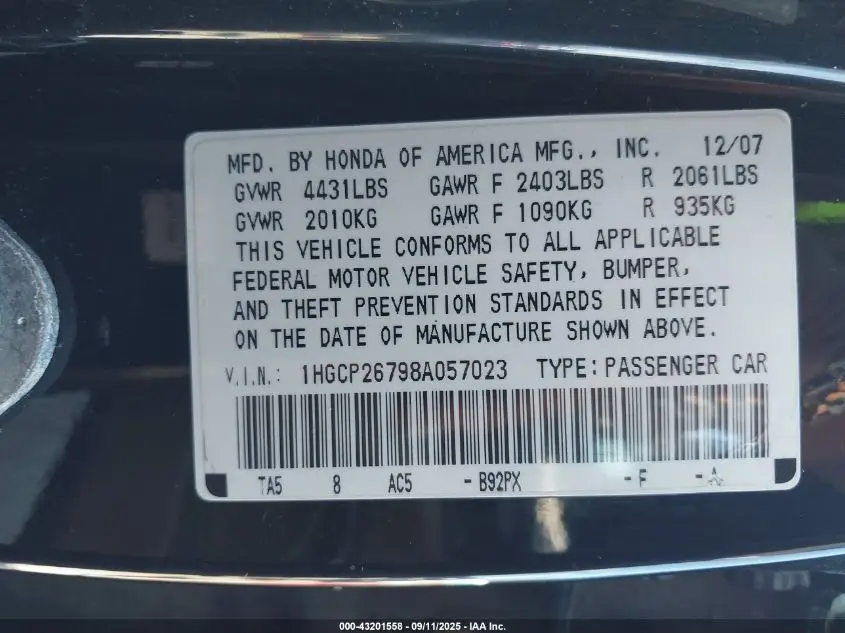 MFD. BY HONDA OF AMERICA MFG., INC. 12/07
GVWR 4431LBS GAWR F 2403LBS R 2061LBS
GVWR 2010KG GAWR F 1090KG R 935KG
THIS VEHICLE CONFORMS TO ALL APPLICABLE
FEDERAL MOTOR VEHICLE SAFETY, BUMPER,
AND THEFT PREVENTION STANDARDS IN EFFECT
ON THE DATE OF MANUFACTURE SHOWN ABOVE.
V.I.N.: 1HGCP26798A057023 TYPE: PASSENGER CAR
TA5 8 AC5 - B92PX - F - A
000-43201558 - 09/11/2025 - IAA Inc.